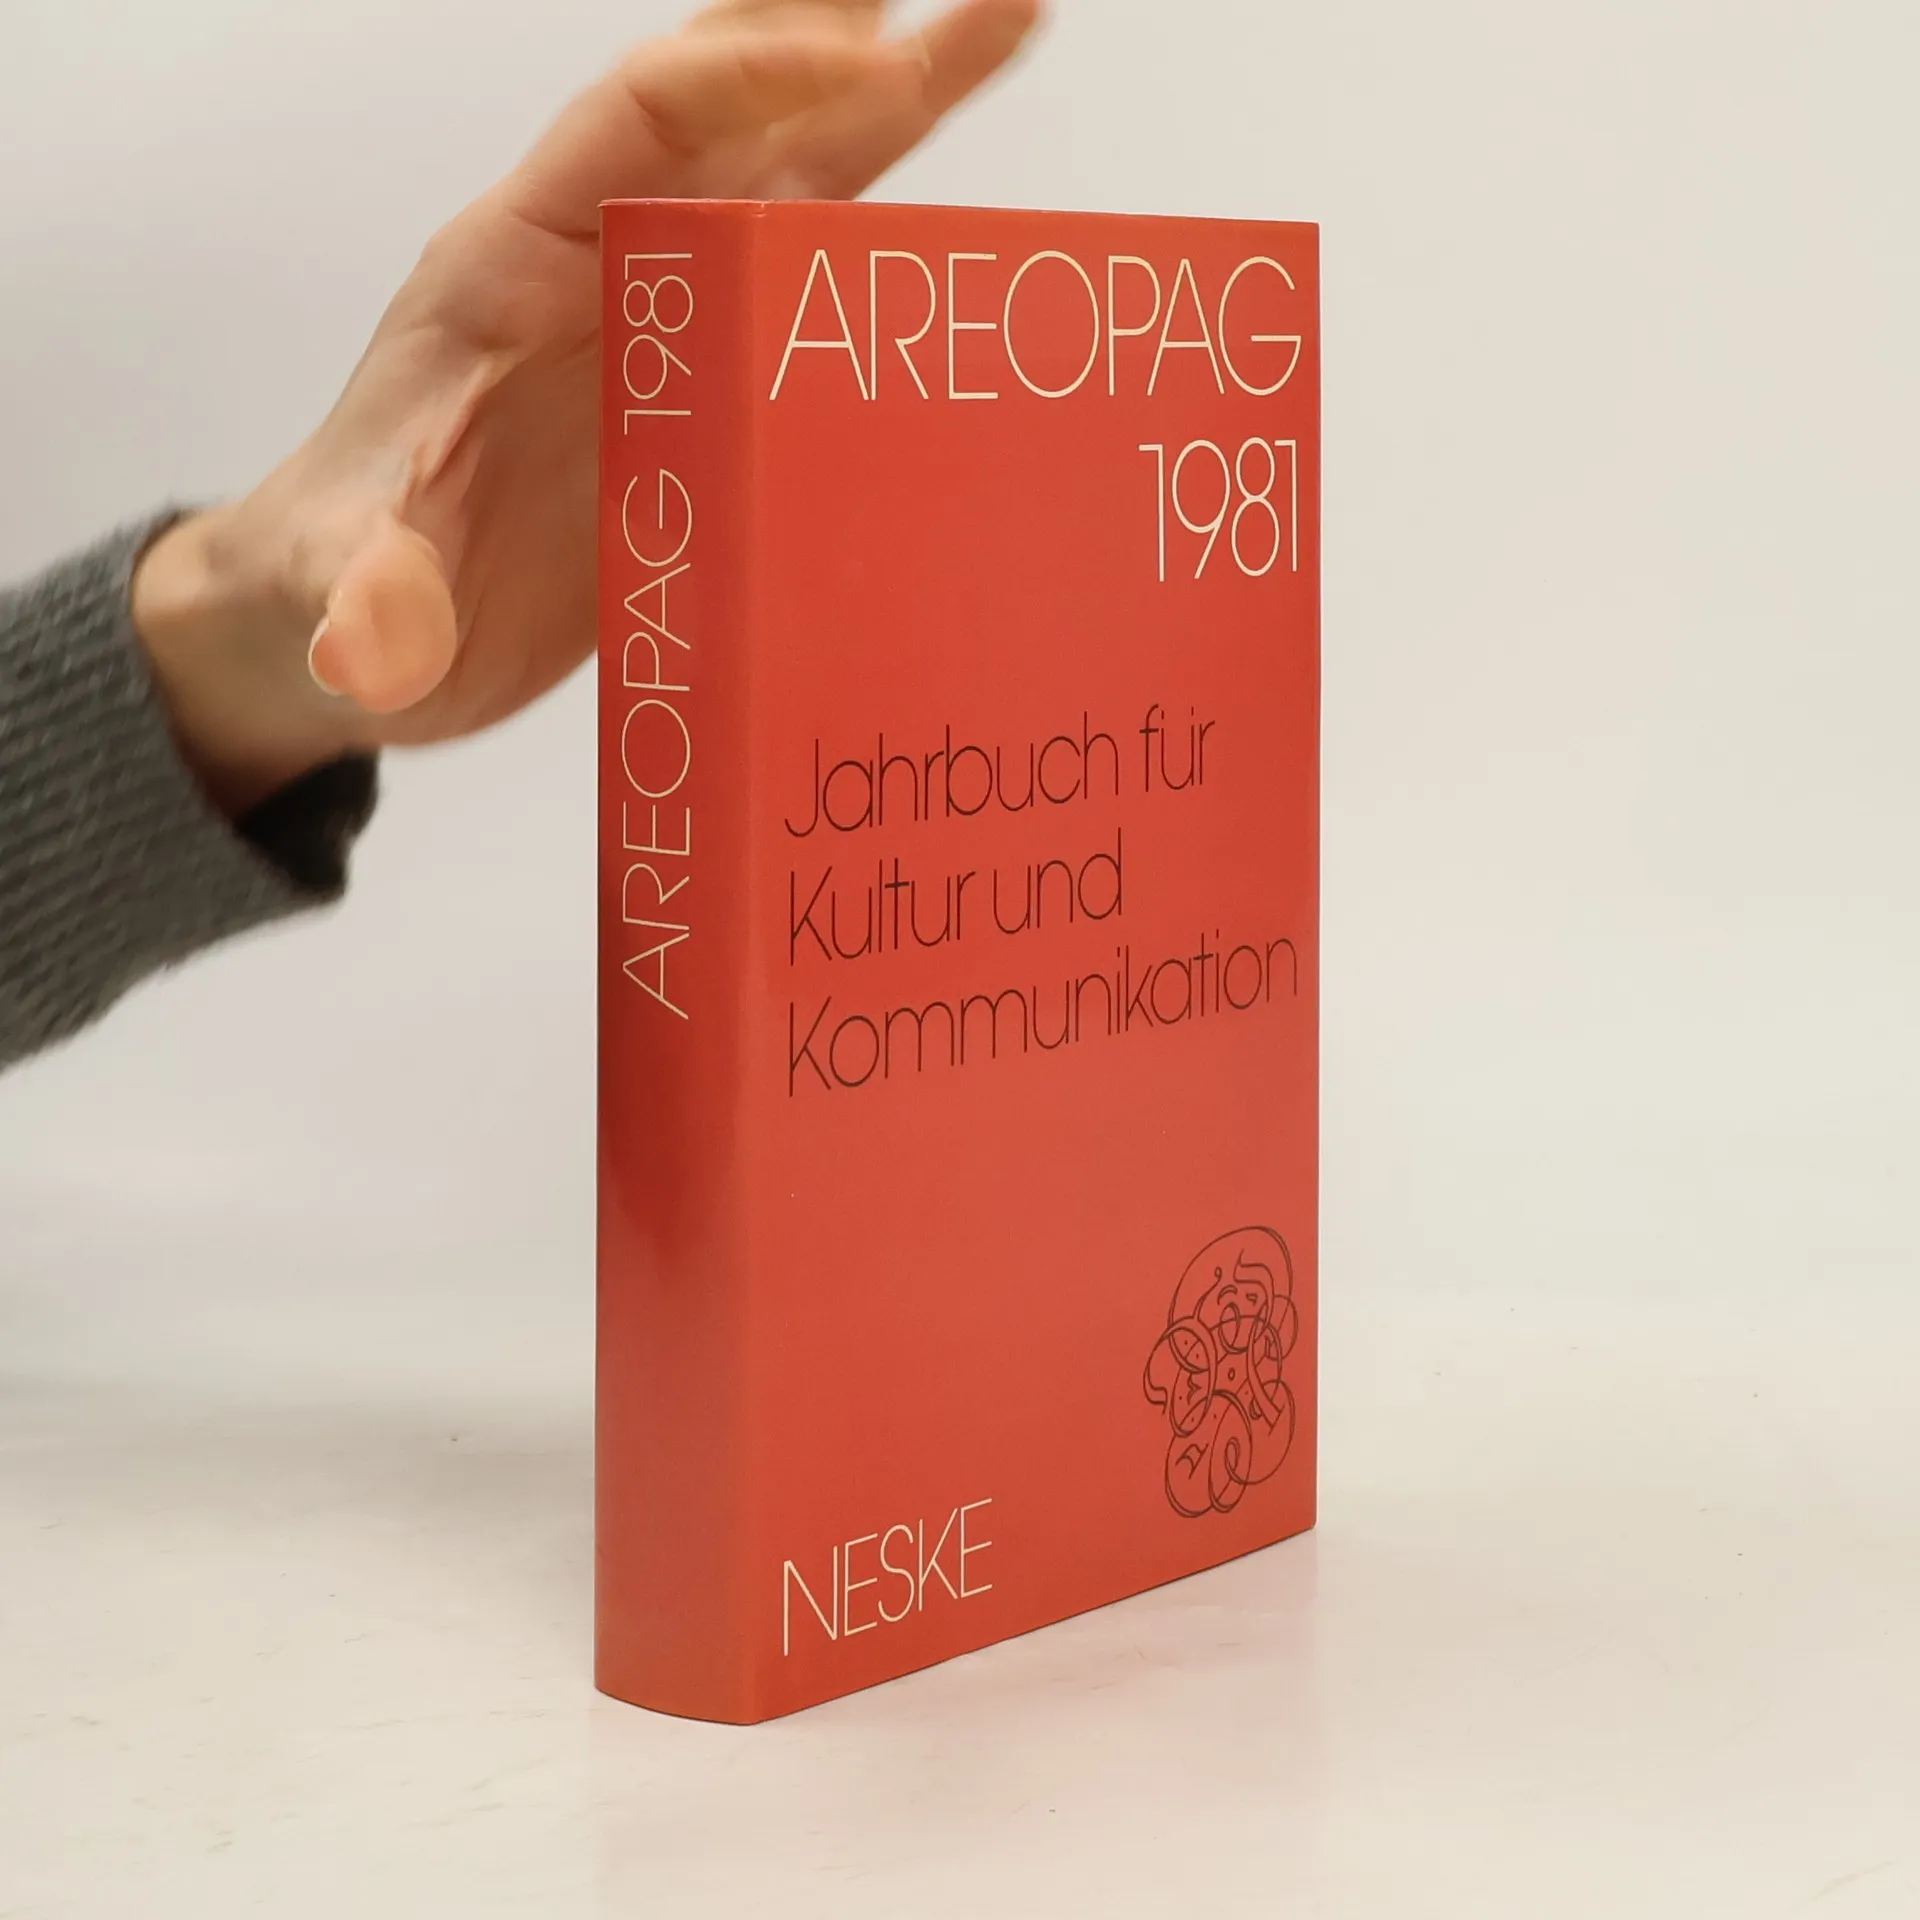 AREOPAG 1981
AREOPAG
1981
Jahrbuch für
Kultur und
Kommunikation
NESKE